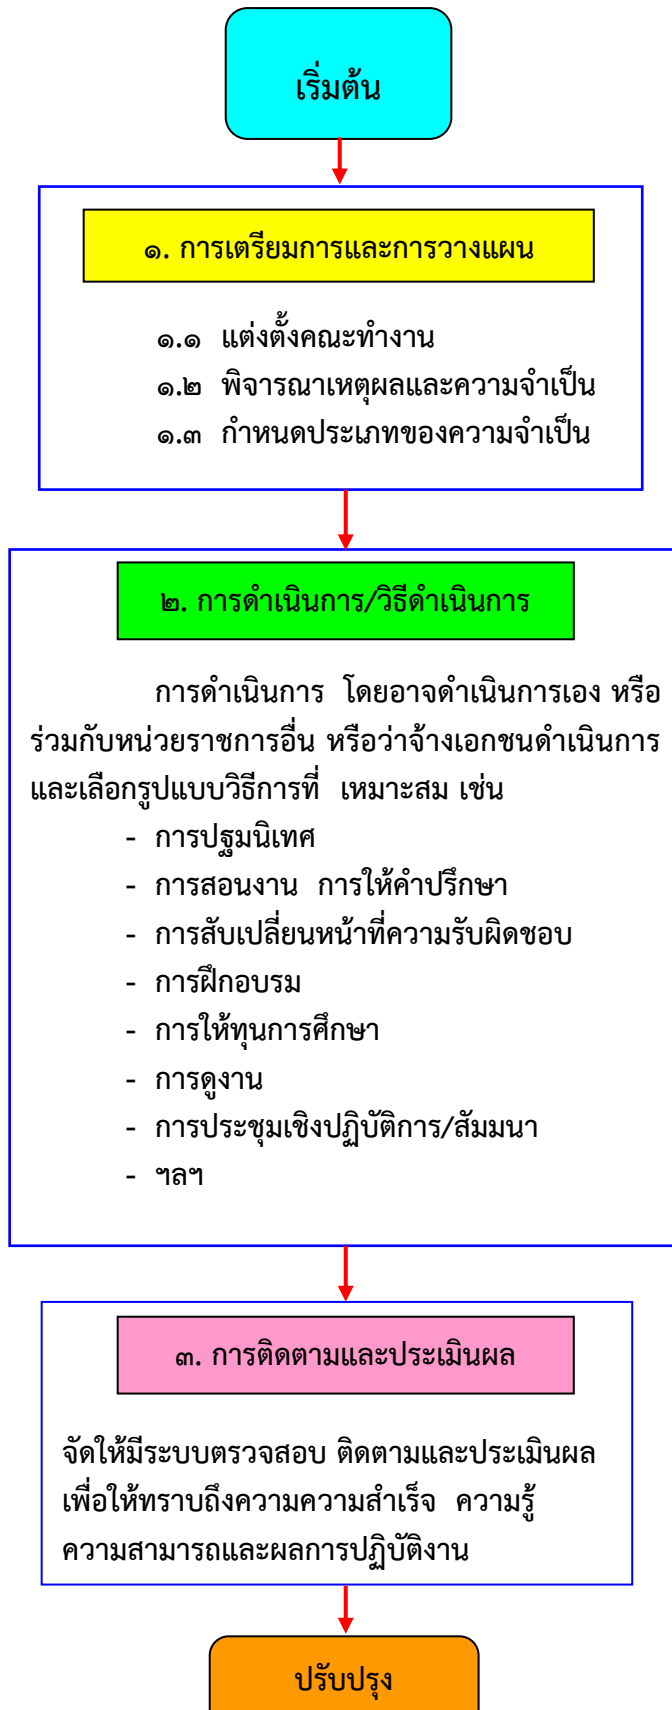 เริ่มต้น
๑. การเตรียมการและการวางแผน
๑.๑ แต่งตั้งคณะทำงาน
๑.๒ พิจารณาเหตุผลและความจำเป็น
๑.๓ กำหนดประเภทของความจำเป็น
๒. การดำเนินการ/วิธีดำเนินการ
การดำเนินการ โดยอาจดำเนินการเอง หรือ
ร่วมกับหน่วยราชการอื่น หรือว่าจ้างเอกชนดำเนินการ
และเลือกรูปแบบวิธีการที่ เหมาะสม เช่น
- การปฐมนิเทศ
- การสอนงาน การให้คำปรึกษา
- การสับเปลี่ยนหน้าที่ความรับผิดชอบ
- การฝึกอบรม
- การให้ทุนการศึกษา
- การดูงาน
- การประชุมเชิงปฏิบัติการ/สัมมนา
- ฯลฯ
๓. การติดตามและประเมินผล
จัดให้มีระบบตรวจสอบ ติดตามและประเมินผล
เพื่อให้ทราบถึงความความสำเร็จ ความรู้
ความสามารถและผลการปฏิบัติงาน
ปรับปรุง